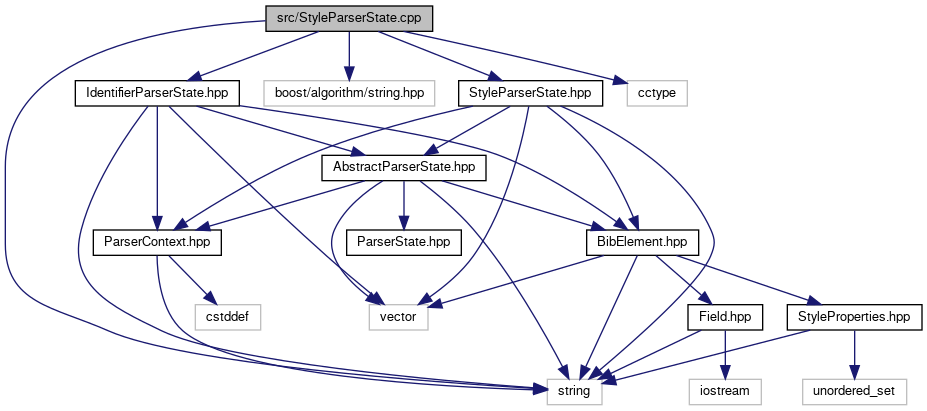 src/StyleParserState.cpp
IdentifierParserState.hpp
boost/algorithm/string.hpp
StyleParserState.hpp
cctype
AbstractParserState.hpp
ParserContext.hpp
ParserState.hpp
BibElement.hpp
cstddef
vector
Field.hpp
StyleProperties.hpp
string
iostream
unordered_set